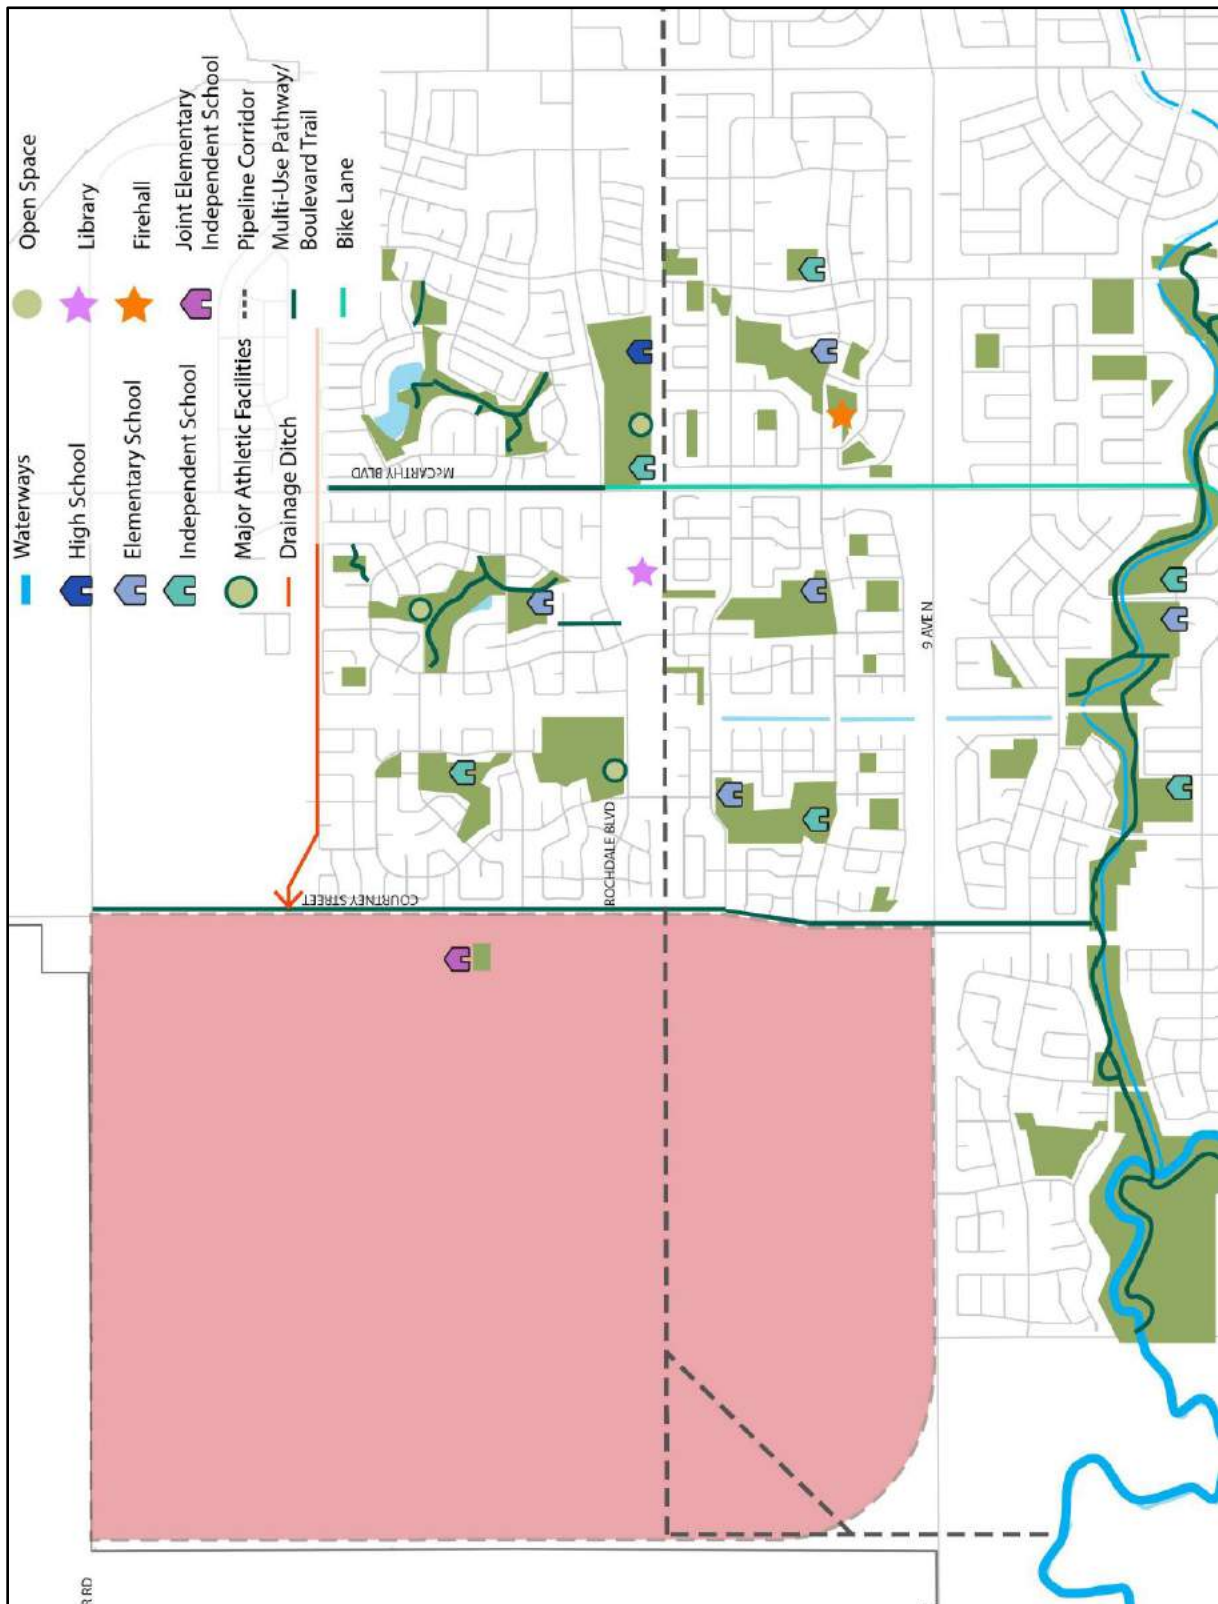 Waterways
High School
Elementary School
Independent School
Major Athletic Facilities
Drainage Ditch
Open Space
Library
Firehall
Joint Elementary
Independent School
Pipeline Corridor
Multi-Use Pathway/
Boulevard Trail
Bike Lane
McCARTHY BLVD
COURTNEY STREET
ROCHDALE BLVD
9 AVE N
RD